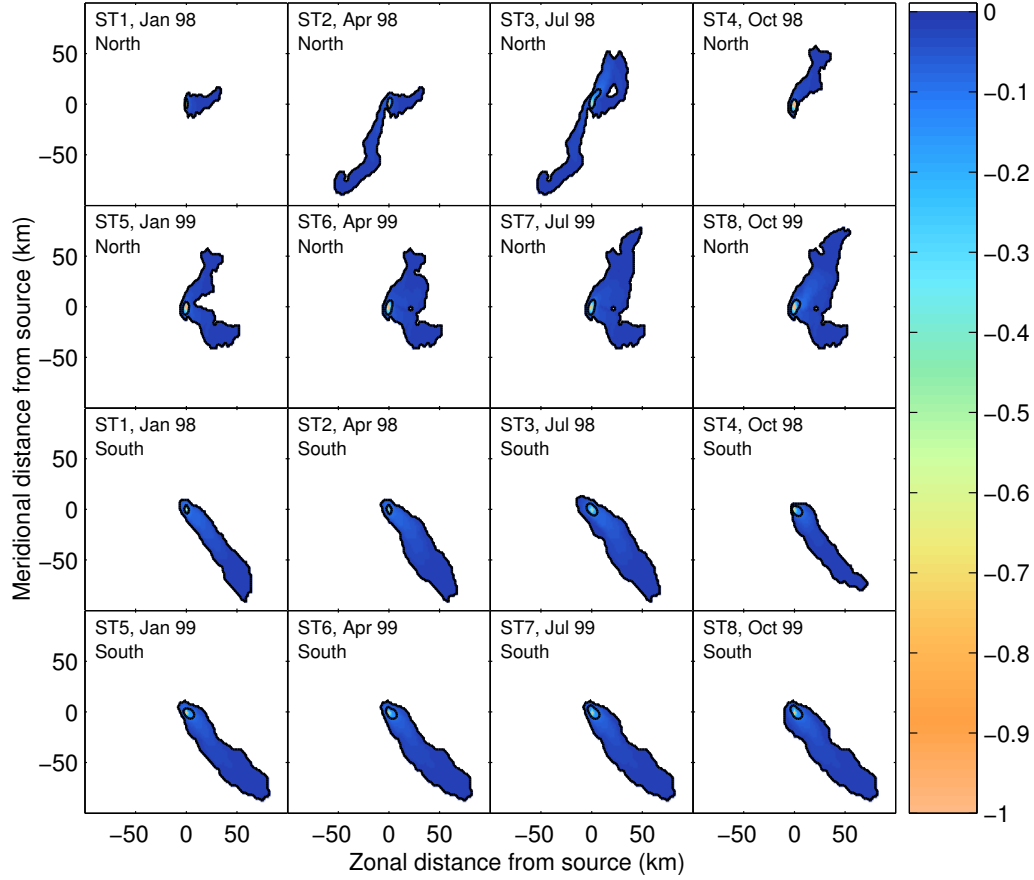 ST1, Jan 98
North
ST2, Apr 98
North
ST3, Jul 98
North
ST4, Oct 98
North
50
0
−50
ST5, Jan 99
North
ST6, Apr 99
North
ST7, Jul 99
North
ST8, Oct 99
North
50
0
−50
ST1, Jan 98
South
ST2, Apr 98
South
ST3, Jul 98
South
ST4, Oct 98
South
50
0
−50
ST5, Jan 99
South
ST6, Apr 99
South
ST7, Jul 99
South
ST8, Oct 99
South
50
0
−50
−50 0 50 −50 0 50 −50 0 50 −50 0 50
Zonal distance from source (km)
Meridional distance from source (km)
0
−0.1
−0.2
−0.3
−0.4
−0.5
−0.6
−0.7
−0.8
−0.9
−1